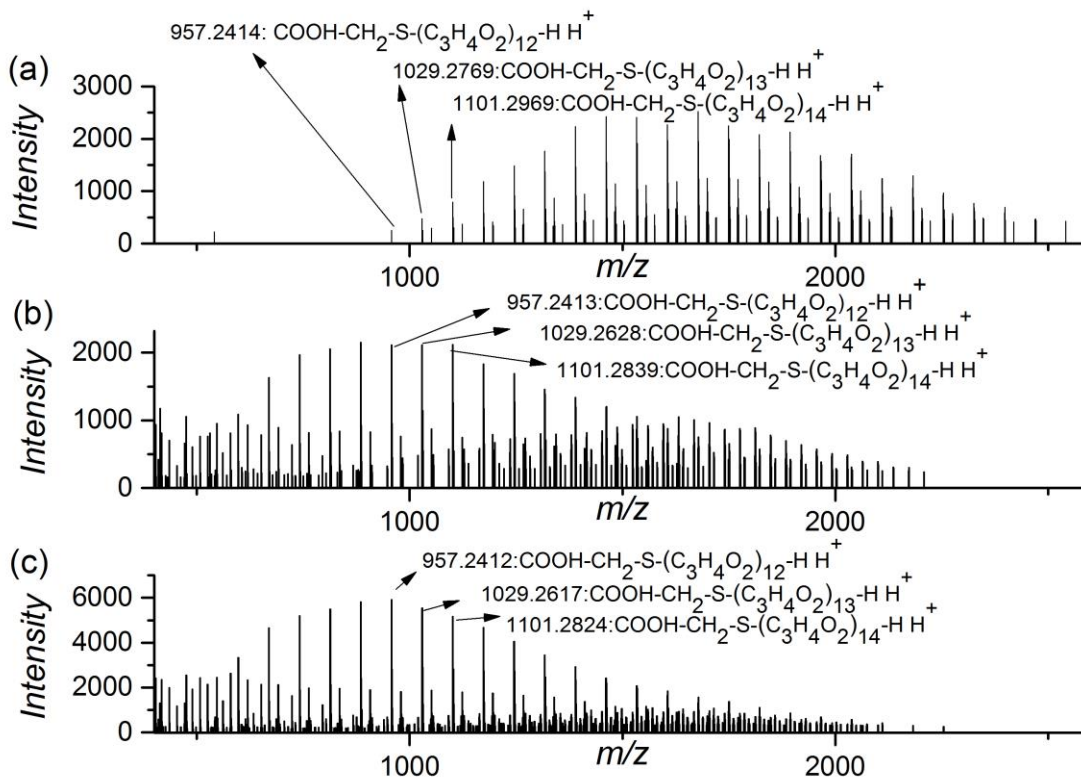 957.2414: COOH-CH2-S-(C3H4O2)12-H H+
(a)
1029.2769:COOH-CH2-S-(C3H4O2)13-H H+
1101.2969:COOH-CH2-S-(C3H4O2)14-H H+
3000
2000
1000
0
Intensity
1000
m/z
2000
(b)
957.2413:COOH-CH2-S-(C3H4O2)12-H H+
1029.2628:COOH-CH2-S-(C3H4O2)13-H H+
1101.2839:COOH-CH2-S-(C3H4O2)14-H H+
2000
1000
0
Intensity
1000
m/z
2000
(c)
957.2412:COOH-CH2-S-(C3H4O2)12-H H+
1029.2617:COOH-CH2-S-(C3H4O2)13-H H+
1101.2824:COOH-CH2-S-(C3H4O2)14-H H+
6000
4000
2000
0
Intensity
1000
m/z
2000